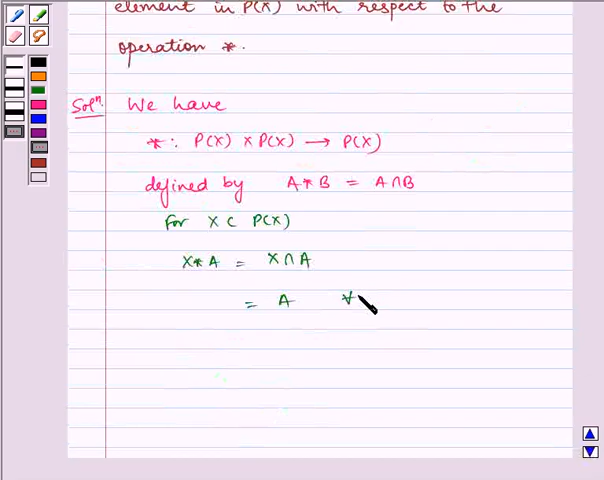 element in P(X) with respect to the
operation *.
Solⁿ. We have
*: P(X) × P(X) → P(X)
defined by A*B = A∩B
For X ⊂ P(X)
X*A = X∩A
= A ∀